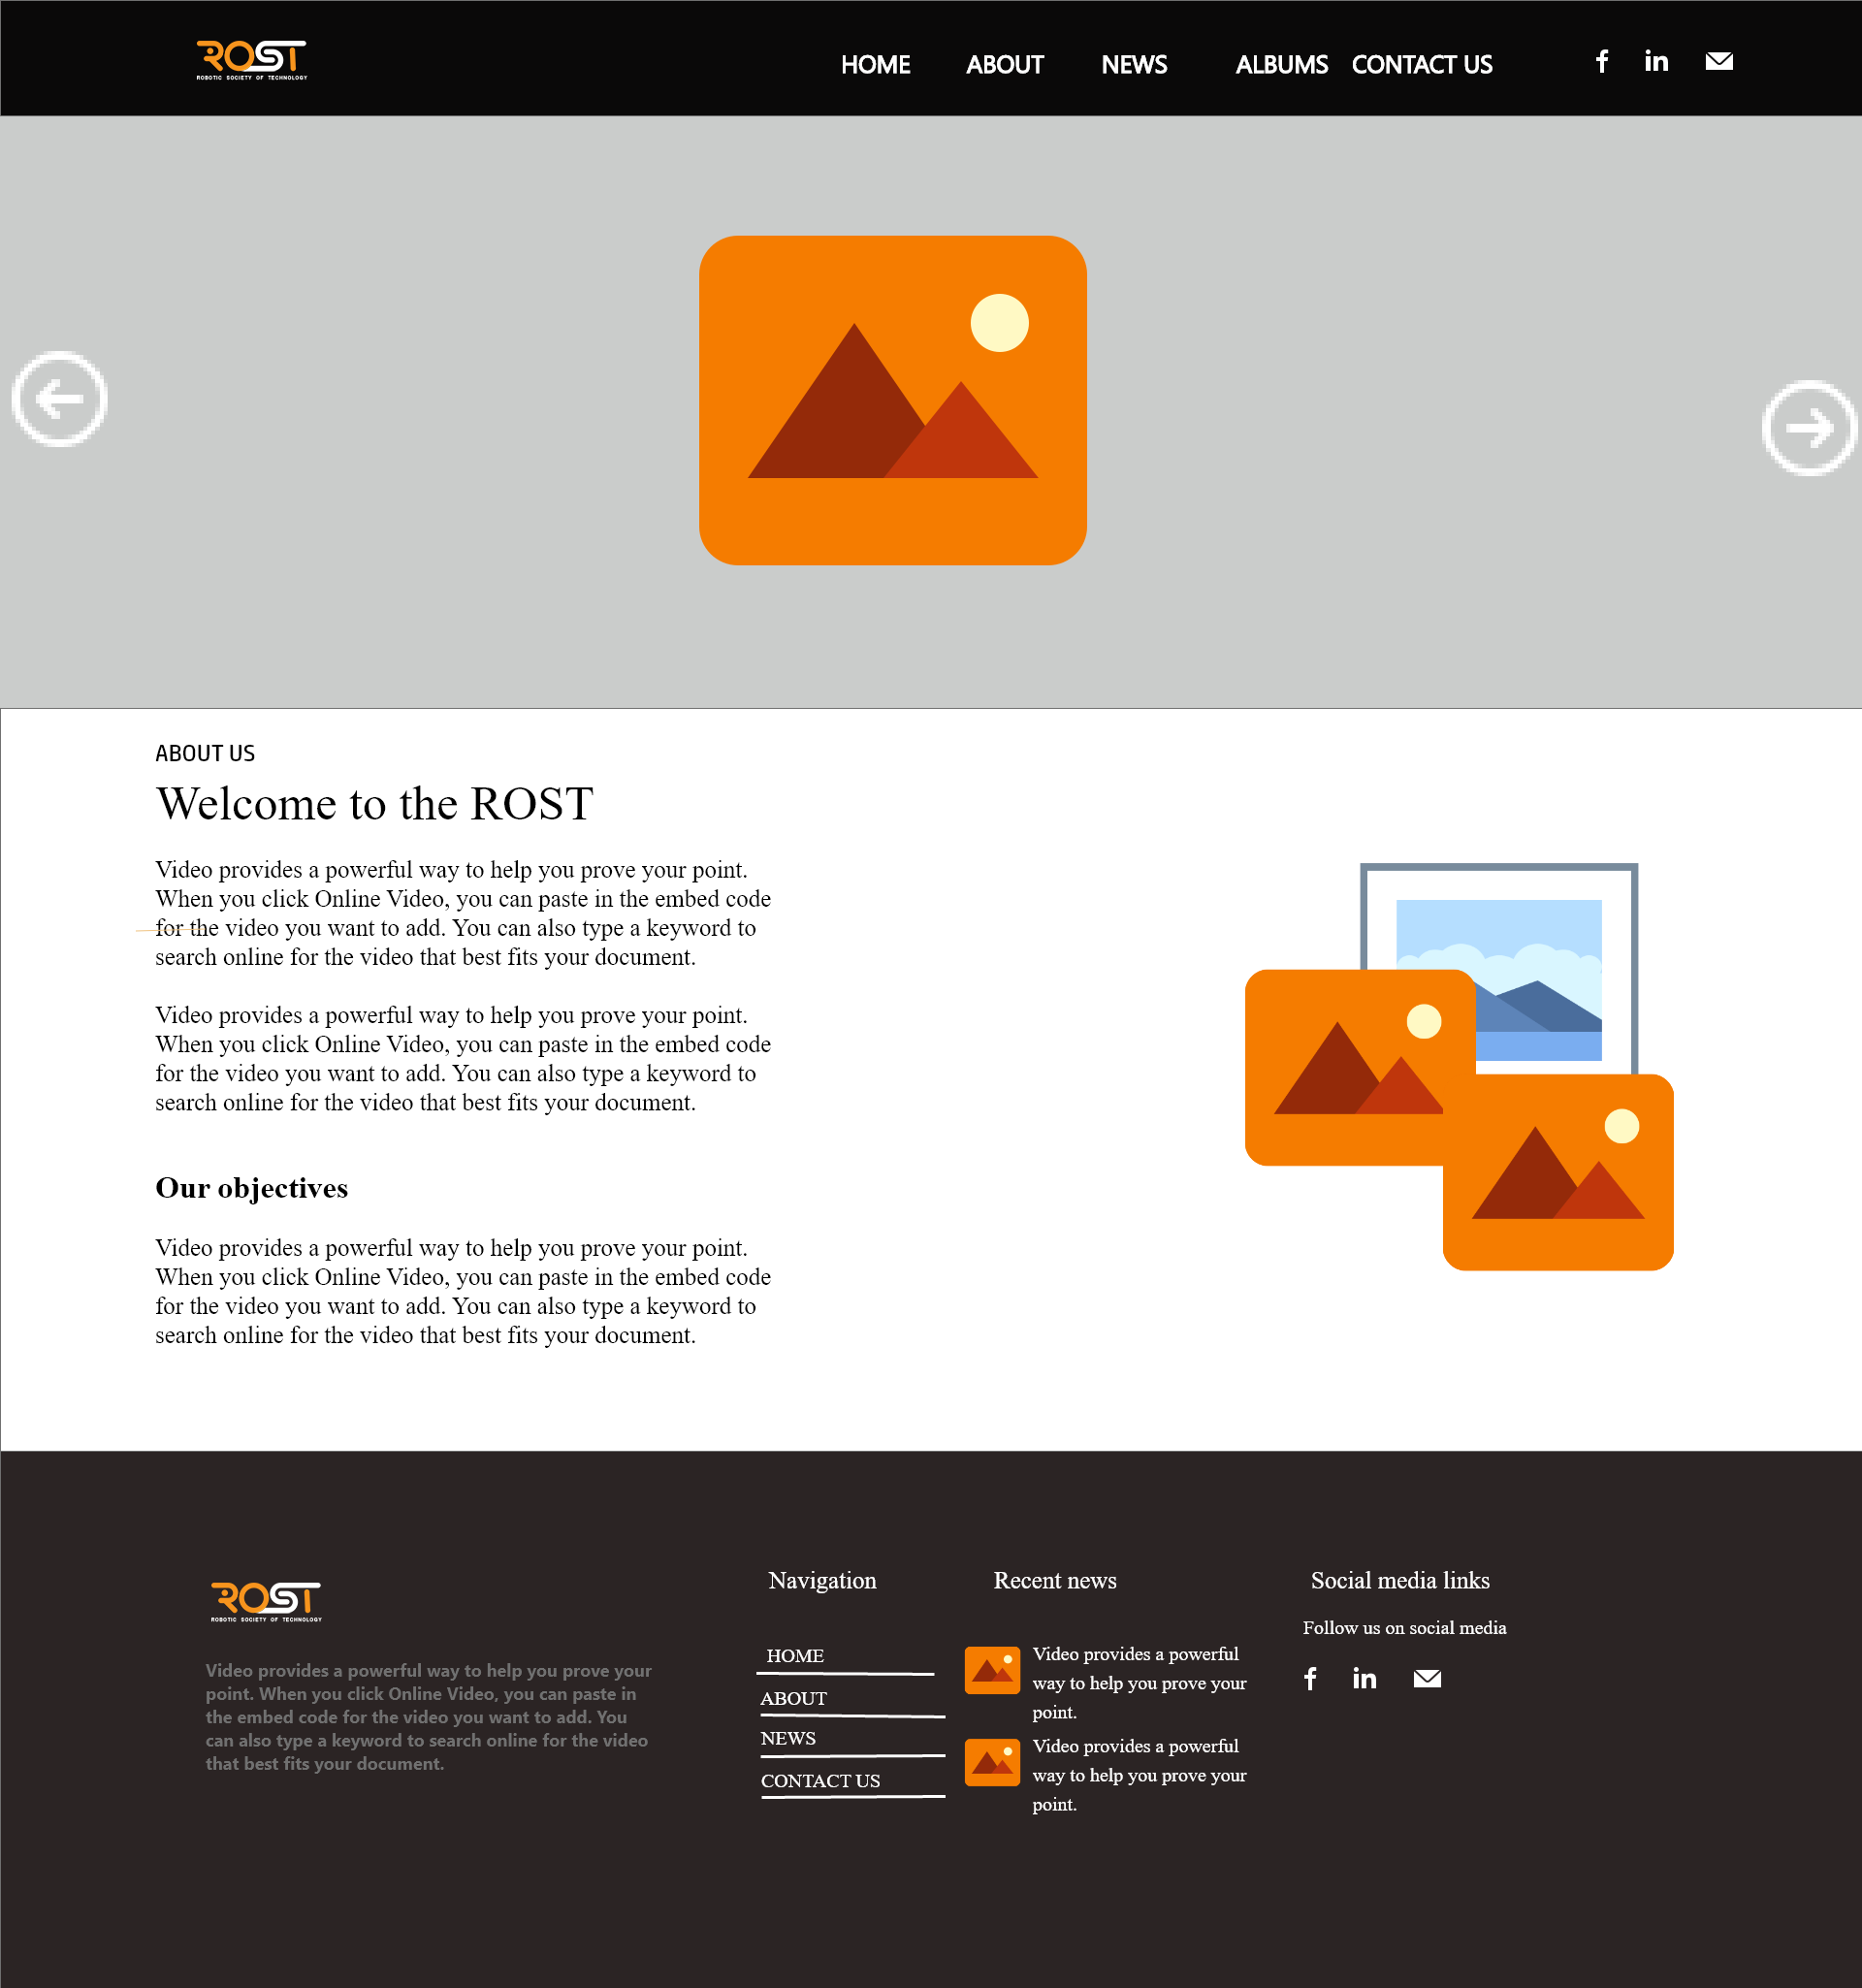 ROST
ROBOTIC SOCIETY OF TECHNOLOGY
HOME ABOUT NEWS ALBUMS CONTACT US
ABOUT US
Welcome to the ROST
Video provides a powerful way to help you prove your point.
When you click Online Video, you can paste in the embed code
for the video you want to add. You can also type a keyword to
search online for the video that best fits your document.
Video provides a powerful way to help you prove your point.
When you click Online Video, you can paste in the embed code
for the video you want to add. You can also type a keyword to
search online for the video that best fits your document.
Our objectives
Video provides a powerful way to help you prove your point.
When you click Online Video, you can paste in the embed code
for the video you want to add. You can also type a keyword to
search online for the video that best fits your document.
ROST
ROBOTIC SOCIETY OF TECHNOLOGY
Video provides a powerful way to help you prove your
point. When you click Online Video, you can paste in
the embed code for the video you want to add. You
can also type a keyword to search online for the video
that best fits your document.
Navigation
HOME
ABOUT
NEWS
CONTACT US
Recent news
Video provides a powerful
way to help you prove your
point.
Video provides a powerful
way to help you prove your
point.
Social media links
Follow us on social media